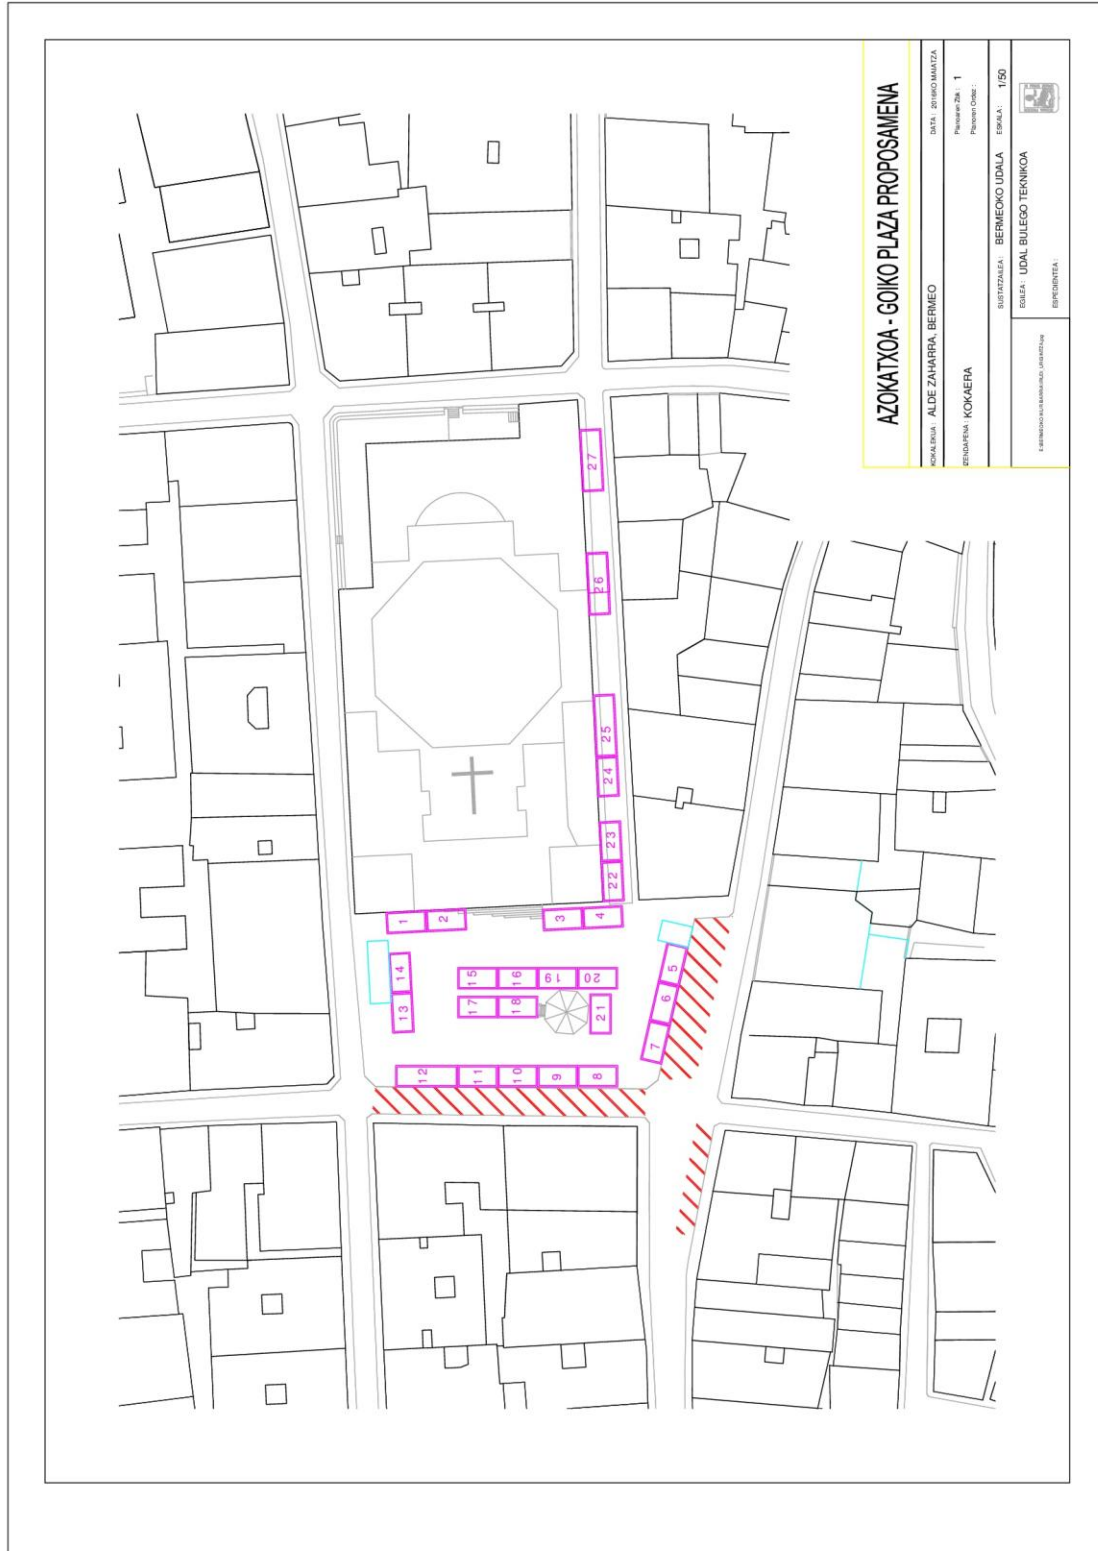 AZOKATXOA - GOIKO PLAZA PROPOSAMENA
KOKALEKUA : ALDE ZAHARRA, BERMEO
DATA : 2016KO MAIATZA
IZENDAPENA : KOKAERA
Planoaren Zbk : 1
Planoren Ordez :
SUSTATZAILEA : BERMEOKO UDALA
ESKALA : 1/50
EGILEA : UDAL BULEGO TEKNIKOA
ESPEDIENTEA :
27
26
25
24
23
22
1
2
3
4
5
6
7
14
13
15
16
19
20
17
18
21
12
11
10
9
8